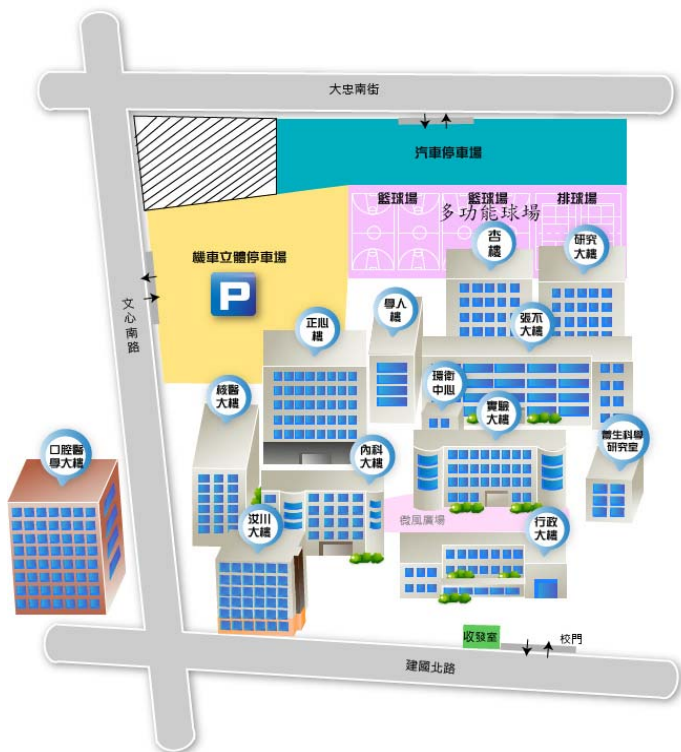 大忠南街
汽車停車場
籃球場
籃球場
排球場
多功能球場
杏樓
研究
大樓
機車立體停車場
P
學人
樓
正心
樓
張不
大樓
文心南路
環衛
中心
綾醫
大樓
實驗
大樓
口腔醫
學大樓
內科
大樓
養生科學
研究室
汶川
大樓
微風廣場
行政
大樓
收發室
校門
建國北路